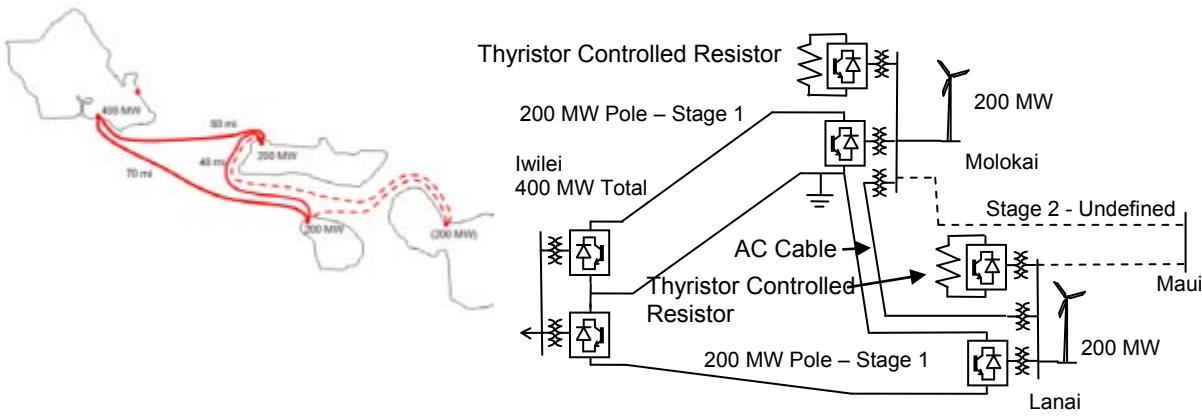 400 MW
50 mi
200 MW
40 mi
70 mi
200 MW
(200 MW)
Thyristor Controlled Resistor
200 MW Pole – Stage 1
200 MW
Iwilei
400 MW Total
Molokai
Stage 2 - Undefined
AC Cable
Thyristor Controlled
Resistor
Maui
200 MW Pole – Stage 1
200 MW
Lanai